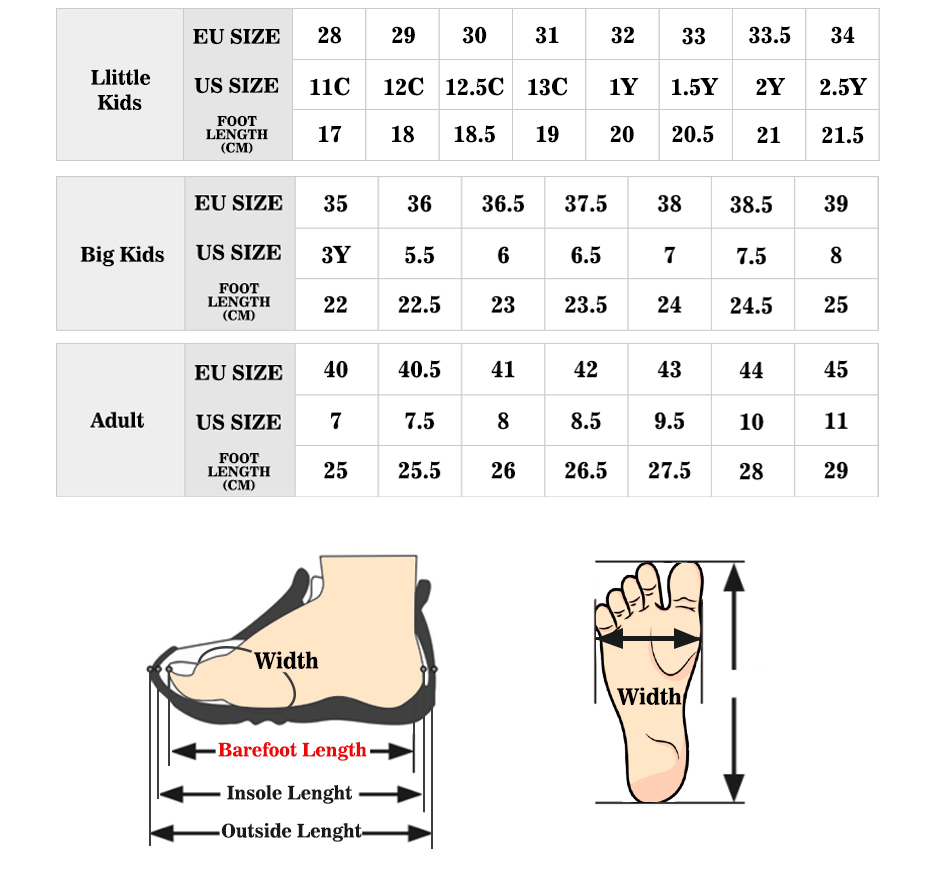 EU SIZE 28 29 30 31 32 33 33.5 34
Llittle
Kids
US SIZE 11C 12C 12.5C 13C 1Y 1.5Y 2Y 2.5Y
FOOT
LENGTH
(CM)
17 18 18.5 19 20 20.5 21 21.5
EU SIZE 35 36 36.5 37.5 38 38.5 39
Big Kids
US SIZE 3Y 5.5 6 6.5 7 7.5 8
FOOT
LENGTH
(CM)
22 22.5 23 23.5 24 24.5 25
EU SIZE 40 40.5 41 42 43 44 45
Adult
US SIZE 7 7.5 8 8.5 9.5 10 11
FOOT
LENGTH
(CM)
25 25.5 26 26.5 27.5 28 29
Width
Barefoot Length
Insole Lenght
Outside Lenght
Width